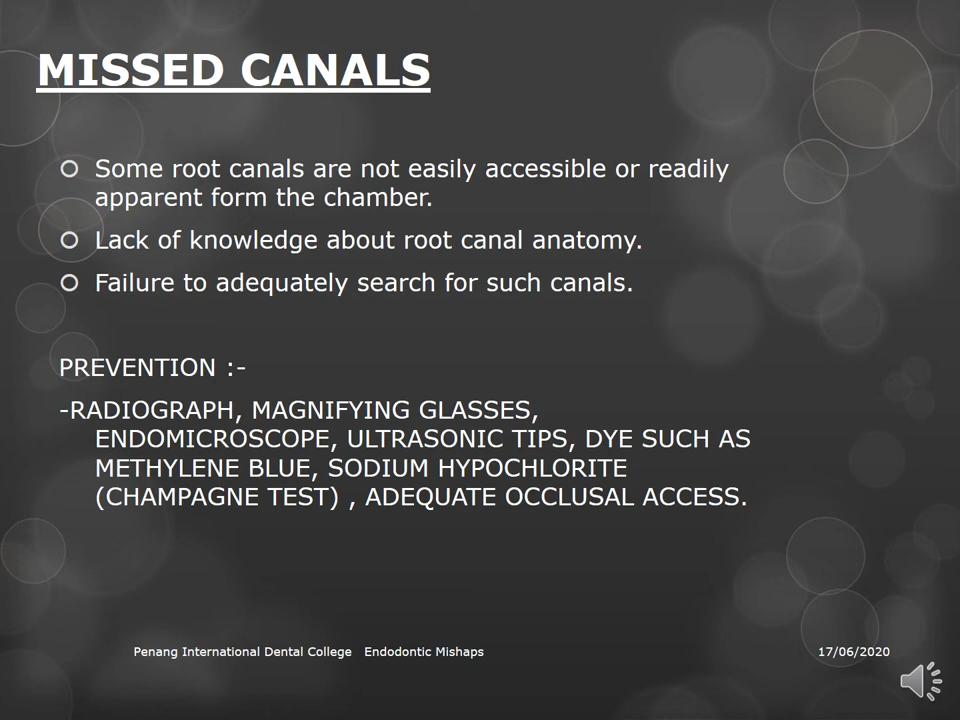 MISSED CANALS
Some root canals are not easily accessible or readily
apparent form the chamber.
Lack of knowledge about root canal anatomy.
Failure to adequately search for such canals.
PREVENTION :-
-RADIOGRAPH, MAGNIFYING GLASSES,
ENDOMICROSCOPE, ULTRASONIC TIPS, DYE SUCH AS
METHYLENE BLUE, SODIUM HYPOCHLORITE
(CHAMPAGNE TEST) , ADEQUATE OCCLUSAL ACCESS.
Penang International Dental College Endodontic Mishaps 17/06/2020